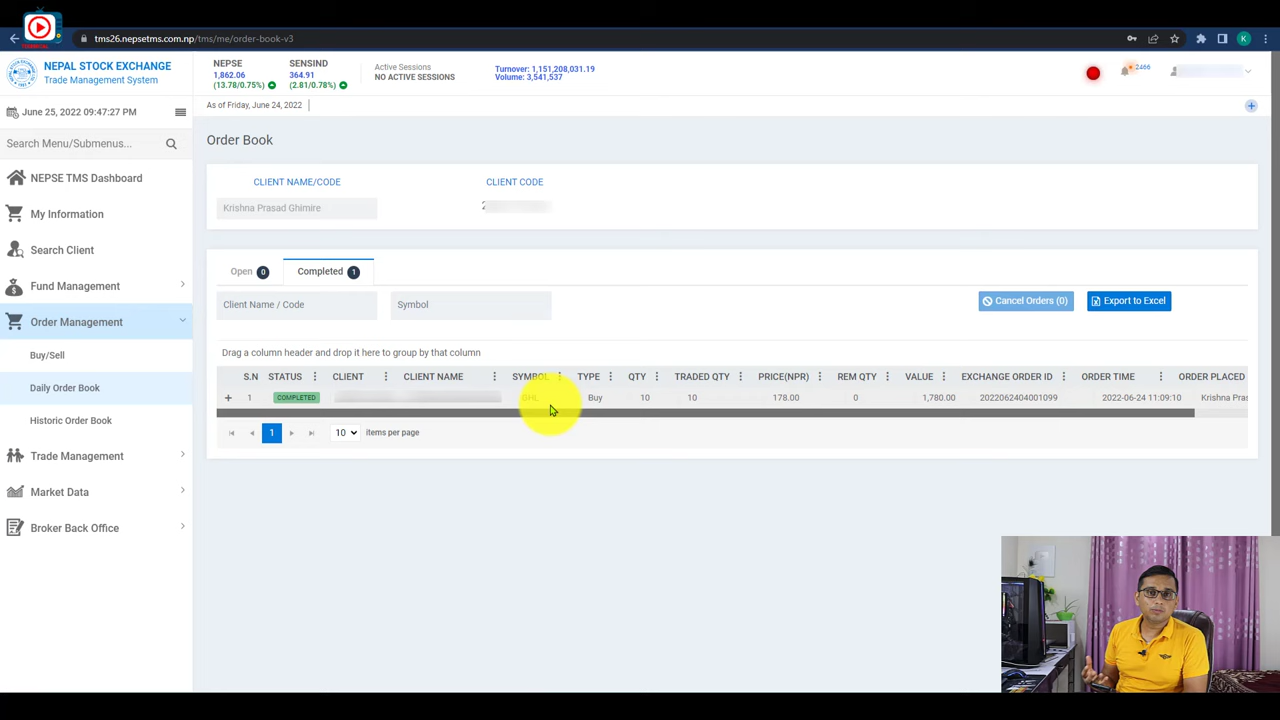 tms26.nepsetms.com.np/tms/me/order-book-v3
K
NEPAL STOCK EXCHANGE
Trade Management System
NEPSE
1,862.06
(13.78/0.75%)
SENSIND
364.91
(2.81/0.78%)
Active Sessions
NO ACTIVE SESSIONS
Turnover: 1,151,208,031.19
Volume: 3,541,537
2466
June 25, 2022 09:47:27 PM
As of Friday, June 24, 2022
Search Menu/Submenus...
NEPSE TMS Dashboard
My Information
Search Client
Fund Management
Order Management
Buy/Sell
Daily Order Book
Historic Order Book
Trade Management
Market Data
Broker Back Office
Order Book
CLIENT NAME/CODE CLIENT CODE
Krishna Prasad Ghimire
Open 0 Completed 1
Client Name / Code Symbol Cancel Orders (0) Export to Excel
Drag a column header and drop it here to group by that column
S.N STATUS CLIENT CLIENT NAME SYMBOL TYPE QTY TRADED QTY PRICE(NPR) REM QTY VALUE EXCHANGE ORDER ID ORDER TIME ORDER PLACED
1 COMPLETED Buy 10 10 178.00 0 1,780.00 2022062404001099 2022-06-24 11:09:10 Krishna Pras
1 10 items per page